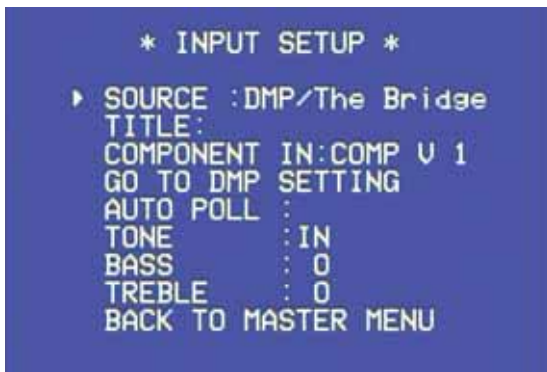 * INPUT SETUP *
SOURCE :DMP/The Bridge
TITLE:
COMPONENT IN:COMP V 1
GO TO DMP SETTING
AUTO POLL :
TONE :IN
BASS : 0
TREBLE : 0
BACK TO MASTER MENU